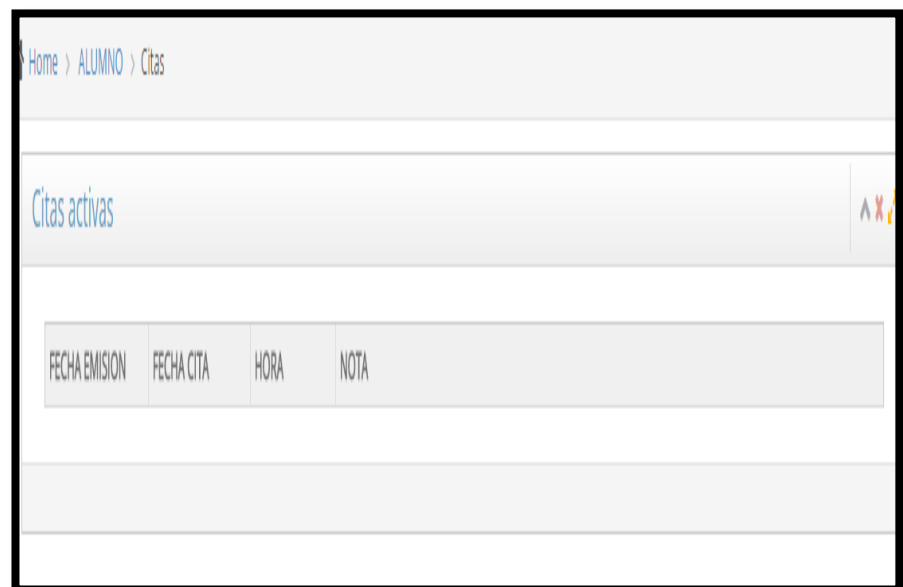 Home > ALUMNO > Citas
Citas activas
FECHA EMISION FECHA CITA HORA NOTA